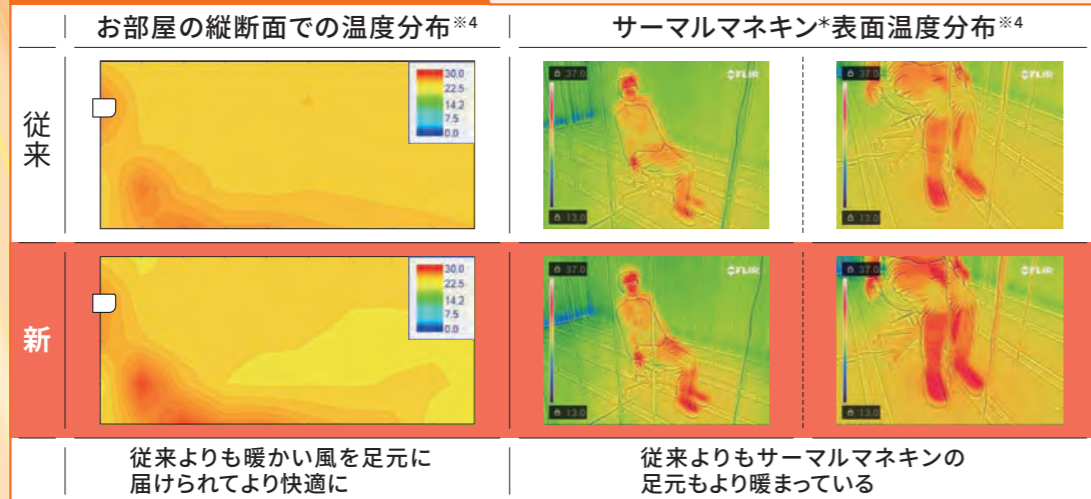 お部屋の縦断面での温度分布※4
サーマルマネキン*表面温度分布※4
従来
30.0
22.5
14.2
7.5
0.0
37.0
FLIR
13.0
37.0
FLIR
13.0
新
30.0
22.5
14.2
7.5
0.0
37.0
FLIR
13.0
37.0
FLIR
13.0
従来よりも暖かい風を足元に
届けられてより快適に
従来よりもサーマルマネキンの
足元もより暖まっている